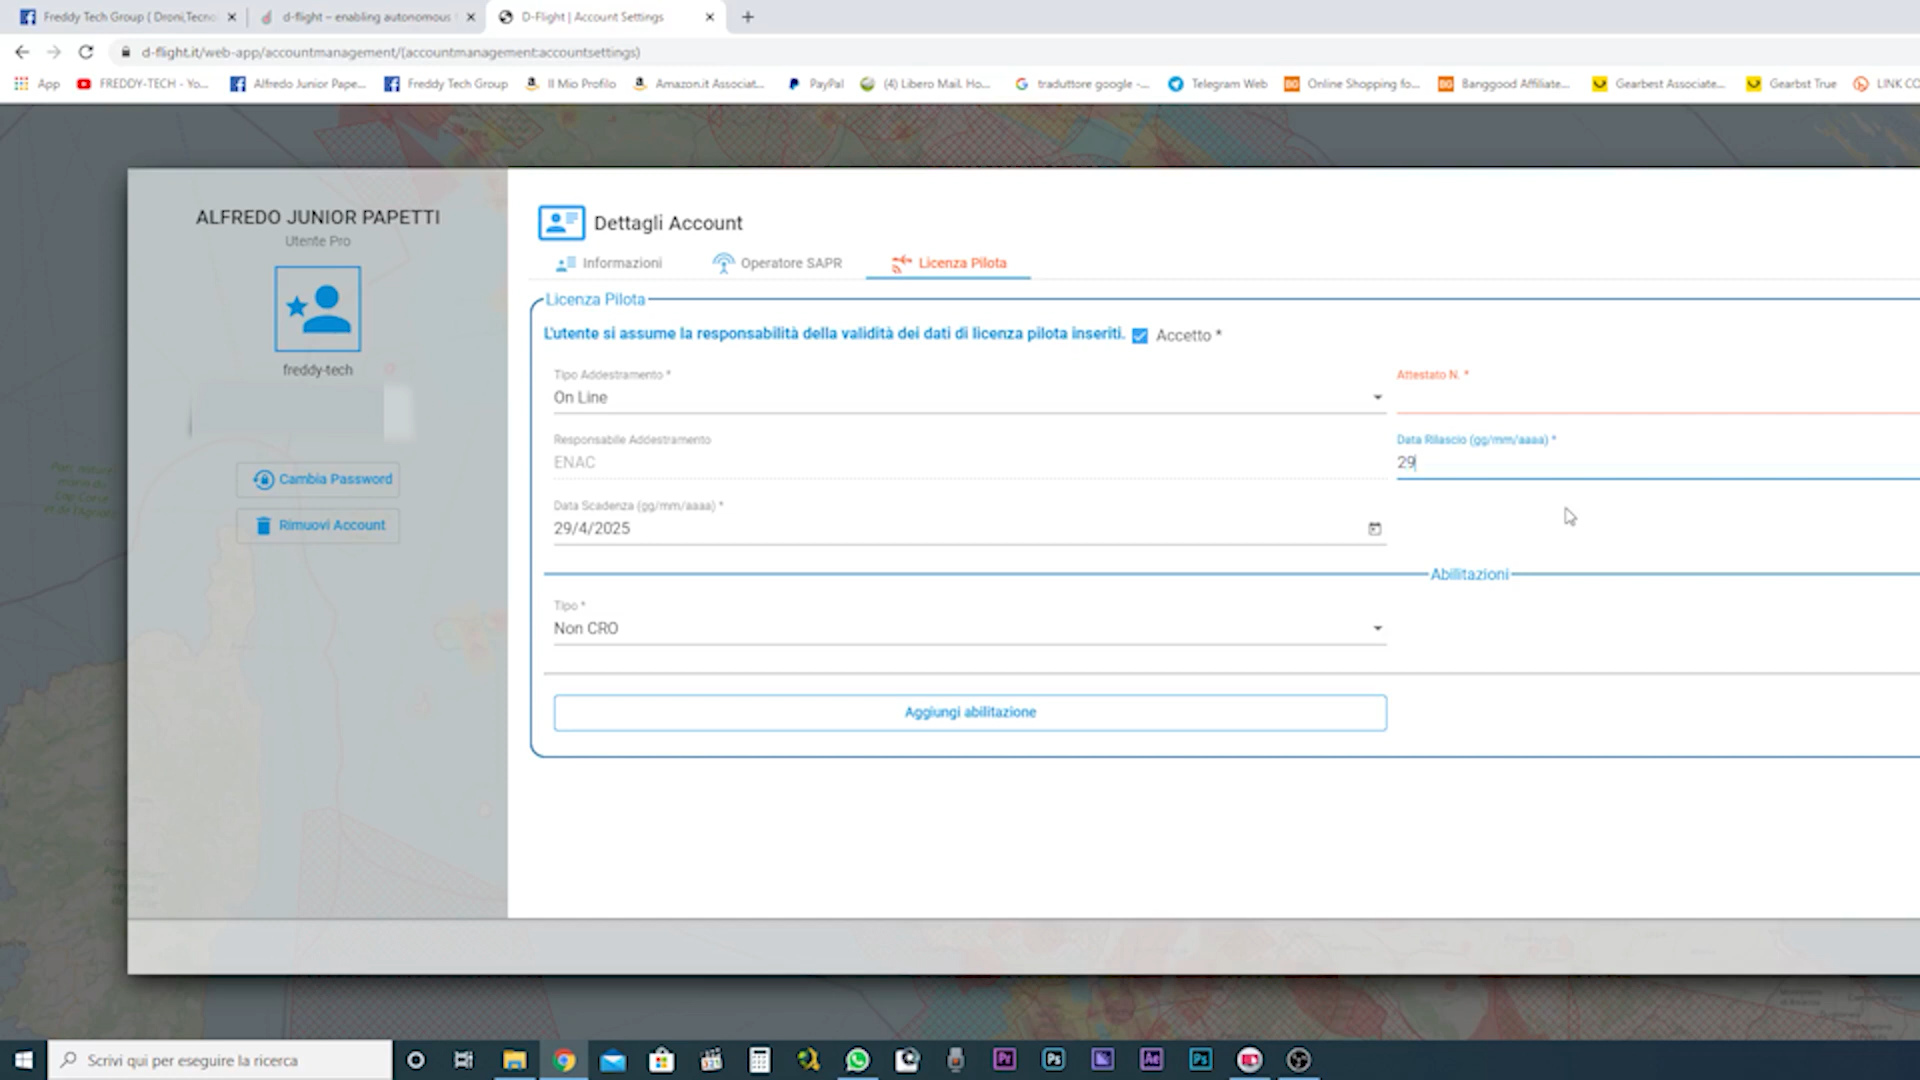 Freddy Tech Group ( Droni,Tecno
d-flight – enabling autonomous
D-Flight | Account Settings
d-flight.it/web-app/accountmanagement/(accountmanagement:accountsettings)
App
FREDDY-TECH - Yo...
Alfredo Junior Pape...
Freddy Tech Group
Il Mio Profilo
Amazon.it Associat...
PayPal
(4) Libero Mail. Ho...
traduttore google -...
Telegram Web
Online Shopping fo...
Banggood Affiliate...
Gearbest Associate...
Gearbst True
LINK CO
ALFREDO JUNIOR PAPETTI
Utente Pro
freddy-tech
Cambia Password
Rimuovi Account
Dettagli Account
Informazioni
Operatore SAPR
Licenza Pilota
Licenza Pilota
L'utente si assume la responsabilità della validità dei dati di licenza pilota inseriti. Accetto *
Tipo Addestramento *
On Line
Attestato N. *
Responsabile Addestramento
ENAC
Data Rilascio (gg/mm/aaaa) *
29
Data Scadenza (gg/mm/aaaa) *
29/4/2025
Abilitazioni
Tipo *
Non CRO
Aggiungi abilitazione
Scrivi qui per eseguire la ricerca
Pr
Ps
Ae
Ps